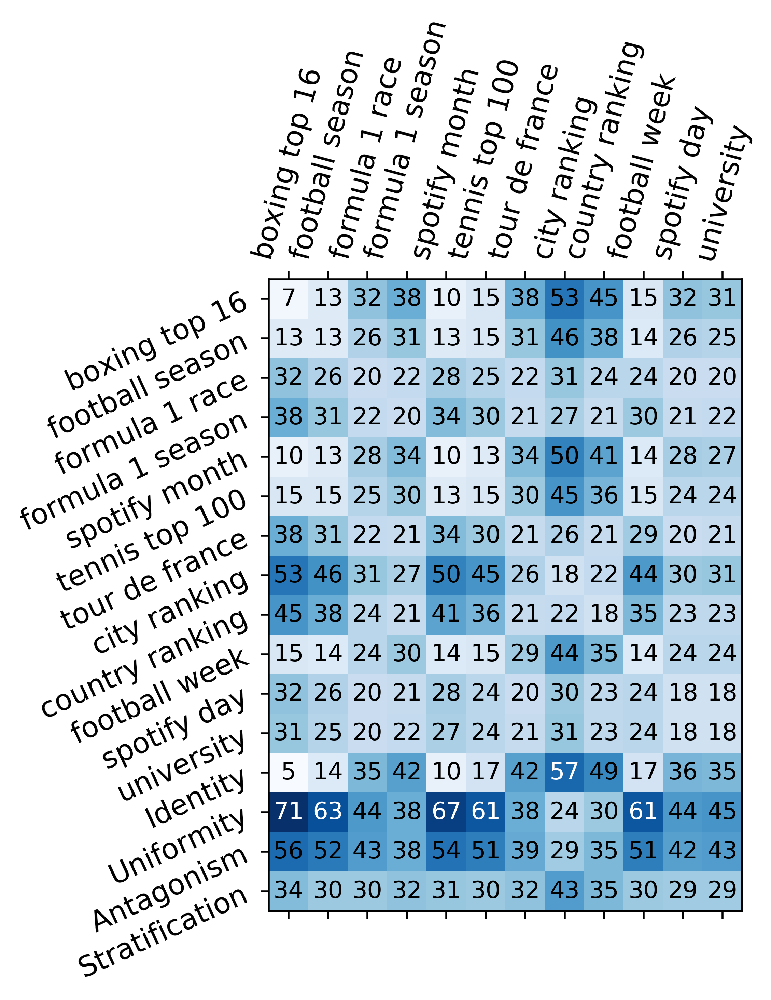 boxing top 16
football season
formula 1 race
formula 1 season
spotify month
tennis top 100
tour de france
city ranking
country ranking
football week
spotify day
university
boxing top 16 7 13 32 38 10 15 38 53 45 15 32 31
football season 13 13 26 31 13 15 31 46 38 14 26 25
formula 1 race 32 26 20 22 28 25 22 31 24 24 20 20
formula 1 season 38 31 22 20 34 30 21 27 21 30 21 22
spotify month 10 13 28 34 10 13 34 50 41 14 28 27
tennis top 100 15 15 25 30 13 15 30 45 36 15 24 24
tour de france 38 31 22 21 34 30 21 26 21 29 20 21
city ranking 53 46 31 27 50 45 26 18 22 44 30 31
country ranking 45 38 24 21 41 36 21 22 18 35 23 23
football week 15 14 24 30 14 15 29 44 35 14 24 24
spotify day 32 26 20 21 28 24 20 30 23 24 18 18
university 31 25 20 22 27 24 21 31 23 24 18 18
Identity 5 14 35 42 10 17 42 57 49 17 36 35
Uniformity 71 63 44 38 67 61 38 24 30 61 44 45
Antagonism 56 52 43 38 54 51 39 29 35 51 42 43
Stratification 34 30 30 32 31 30 32 43 35 30 29 29